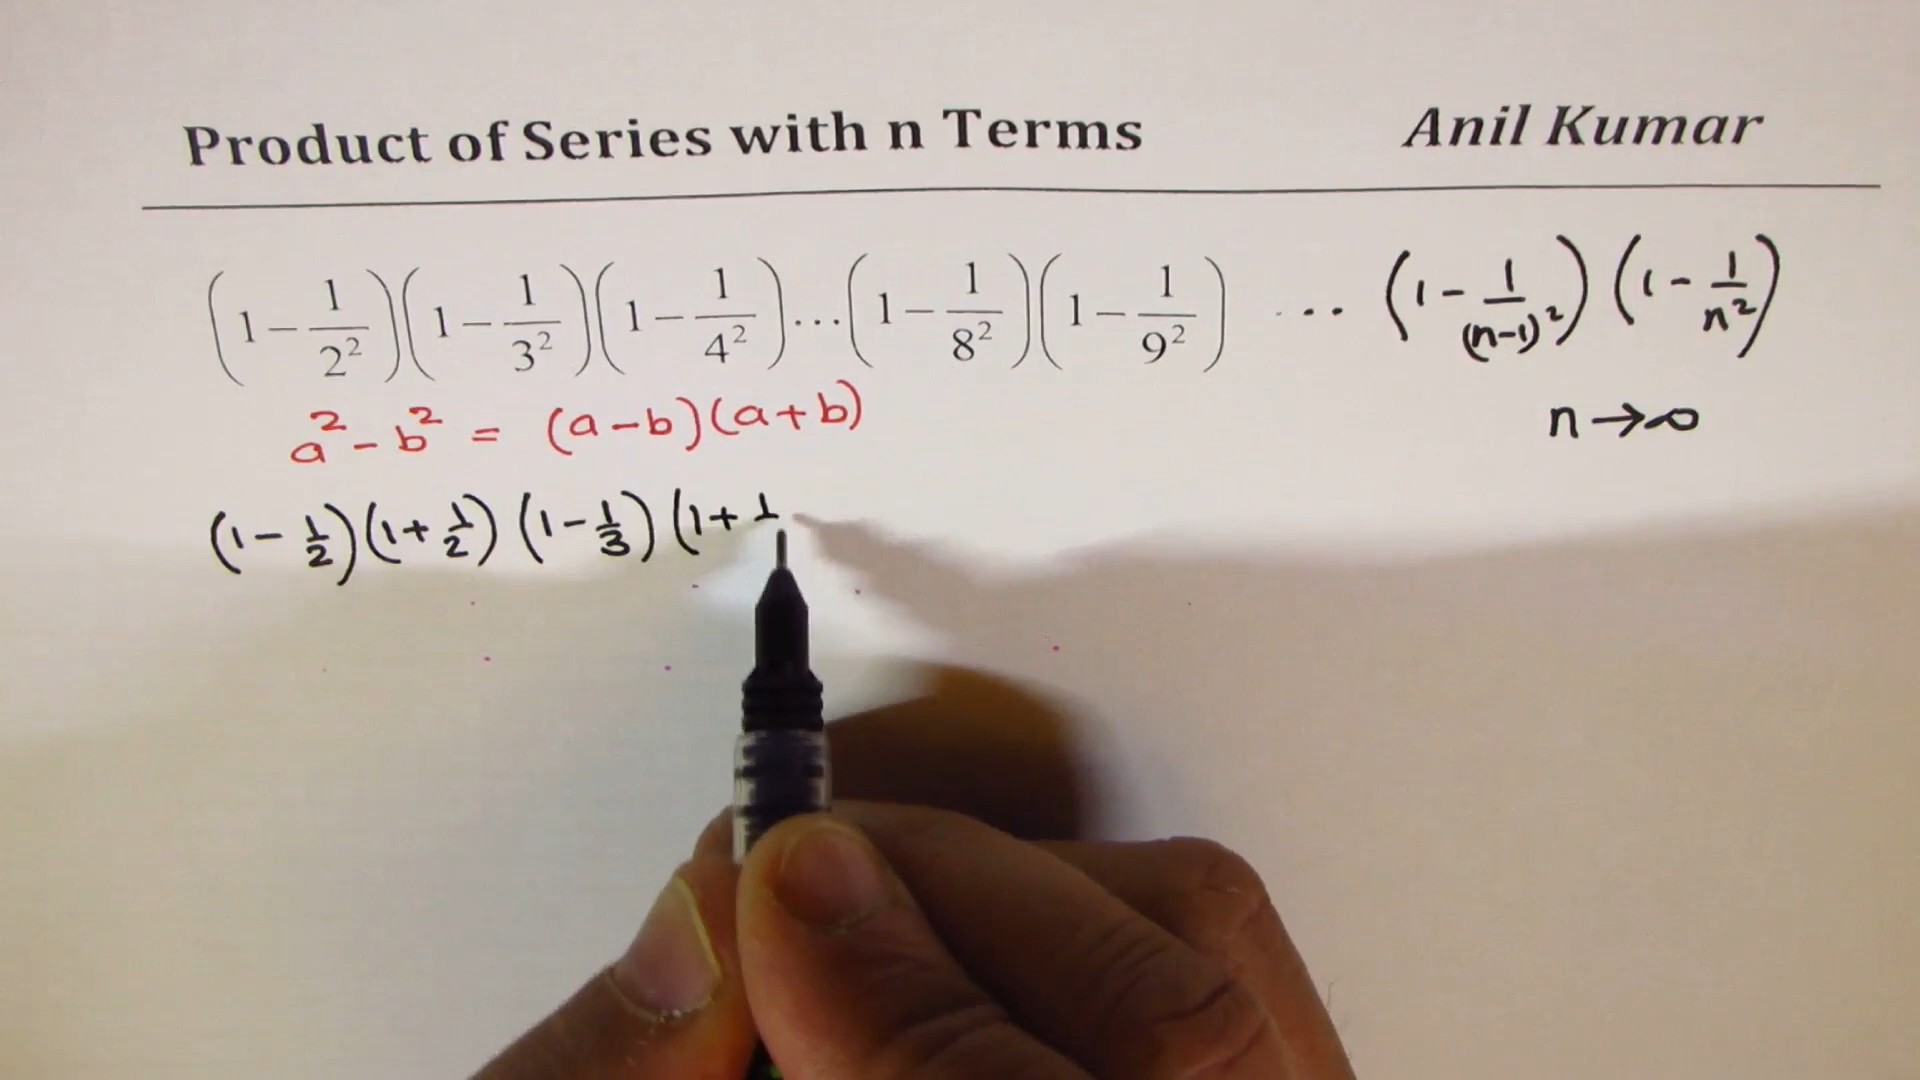 Product of Series with n Terms Anil Kumar
(1 − 1/2²)(1 − 1/3²)(1 − 1/4²)...(1 − 1/8²)(1 − 1/9²) ... (1 − 1/(n−1)²)(1 − 1/n²)
a² − b² = (a−b)(a+b)
n→∞
(1 − 1/2)(1 + 1/2)(1 − 1/3)(1 + 1